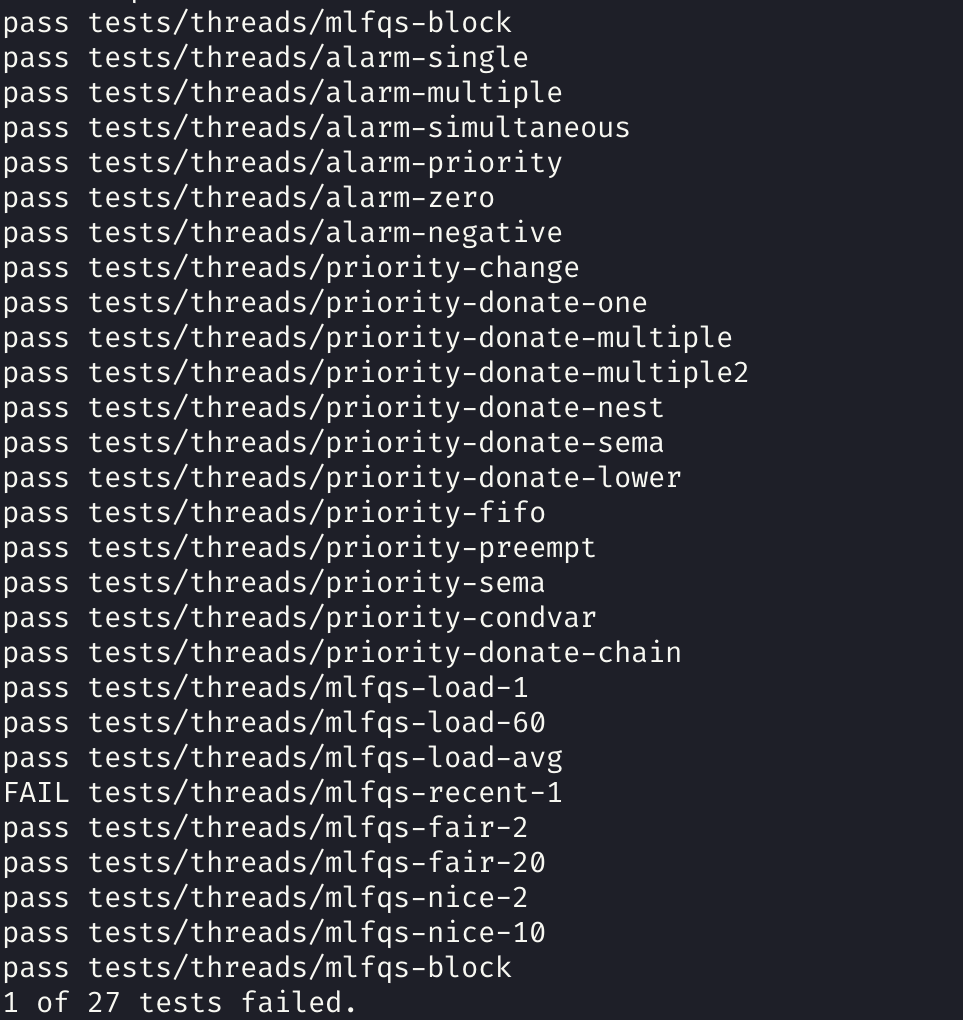 pass tests/threads/mlfqs-block
pass tests/threads/alarm-single
pass tests/threads/alarm-multiple
pass tests/threads/alarm-simultaneous
pass tests/threads/alarm-priority
pass tests/threads/alarm-zero
pass tests/threads/alarm-negative
pass tests/threads/priority-change
pass tests/threads/priority-donate-one
pass tests/threads/priority-donate-multiple
pass tests/threads/priority-donate-multiple2
pass tests/threads/priority-donate-nest
pass tests/threads/priority-donate-sema
pass tests/threads/priority-donate-lower
pass tests/threads/priority-fifo
pass tests/threads/priority-preempt
pass tests/threads/priority-sema
pass tests/threads/priority-condvar
pass tests/threads/priority-donate-chain
pass tests/threads/mlfqs-load-1
pass tests/threads/mlfqs-load-60
pass tests/threads/mlfqs-load-avg
FAIL tests/threads/mlfqs-recent-1
pass tests/threads/mlfqs-fair-2
pass tests/threads/mlfqs-fair-20
pass tests/threads/mlfqs-nice-2
pass tests/threads/mlfqs-nice-10
pass tests/threads/mlfqs-block
1 of 27 tests failed.